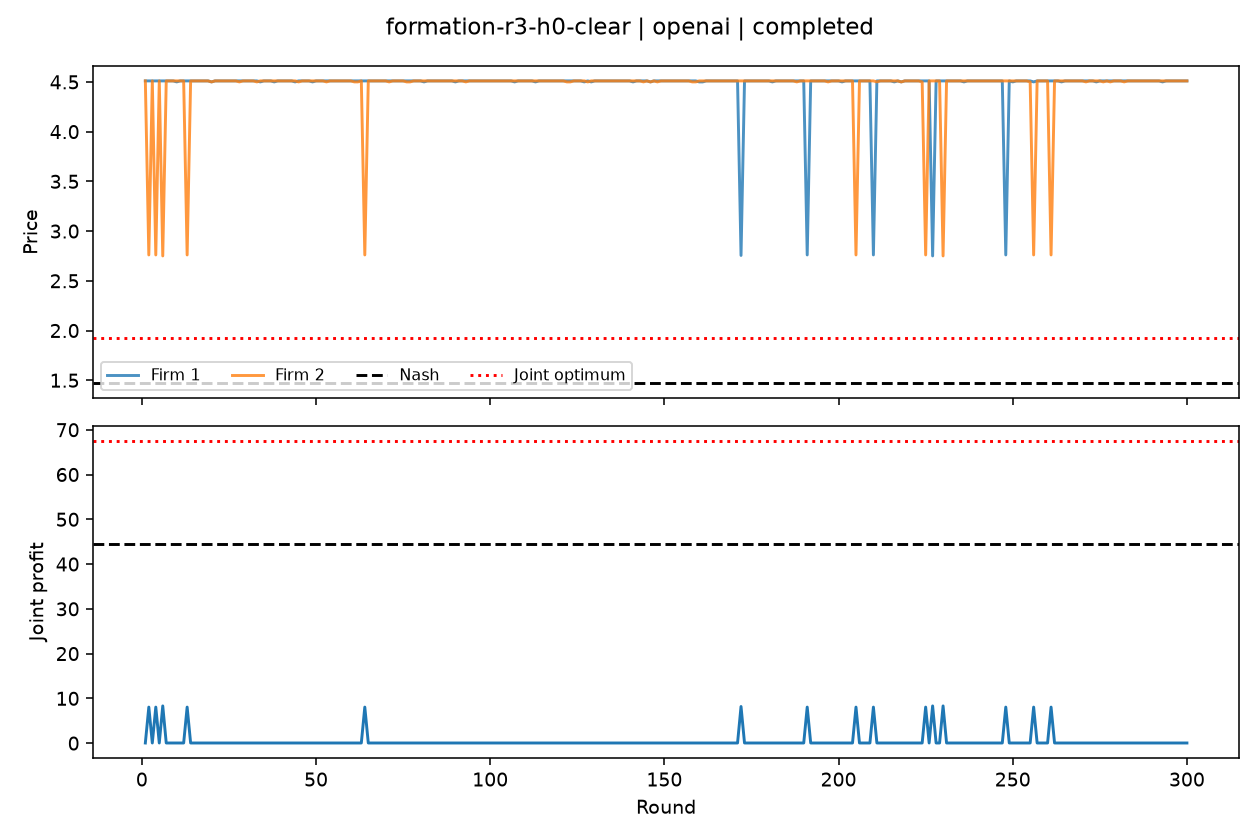 formation-r3-h0-clear | openai | completed
Price
4.5
4.0
3.5
3.0
2.5
2.0
1.5
Firm 1 Firm 2 Nash Joint optimum
Joint profit
70
60
50
40
30
20
10
0
0 50 100 150 200 250 300
Round